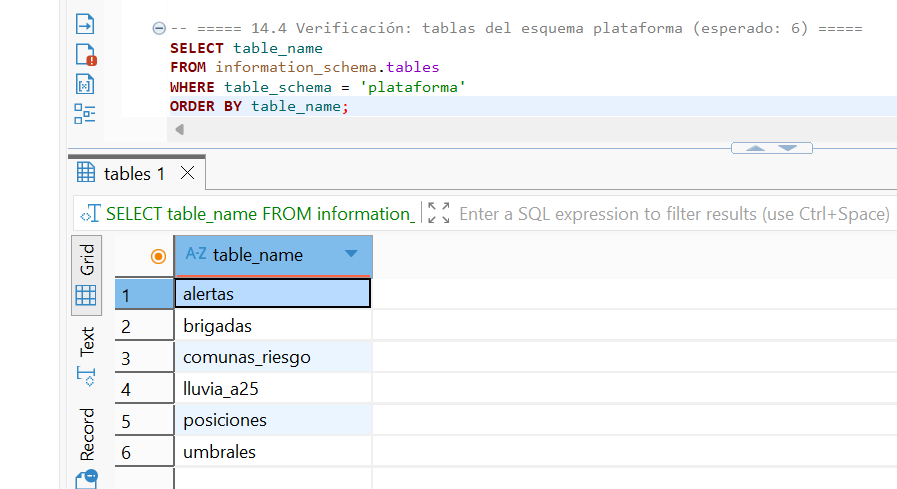 -- ===== 14.4 Verificación: tablas del esquema plataforma (esperado: 6) =====
SELECT table_name
FROM information_schema.tables
WHERE table_schema = 'plataforma'
ORDER BY table_name;
tables 1
SELECT table_name FROM information_
Enter a SQL expression to filter results (use Ctrl+Space)
Grid
Text
Record
A-Z table_name
1 alertas
2 brigadas
3 comunas_riesgo
4 lluvia_a25
5 posiciones
6 umbrales